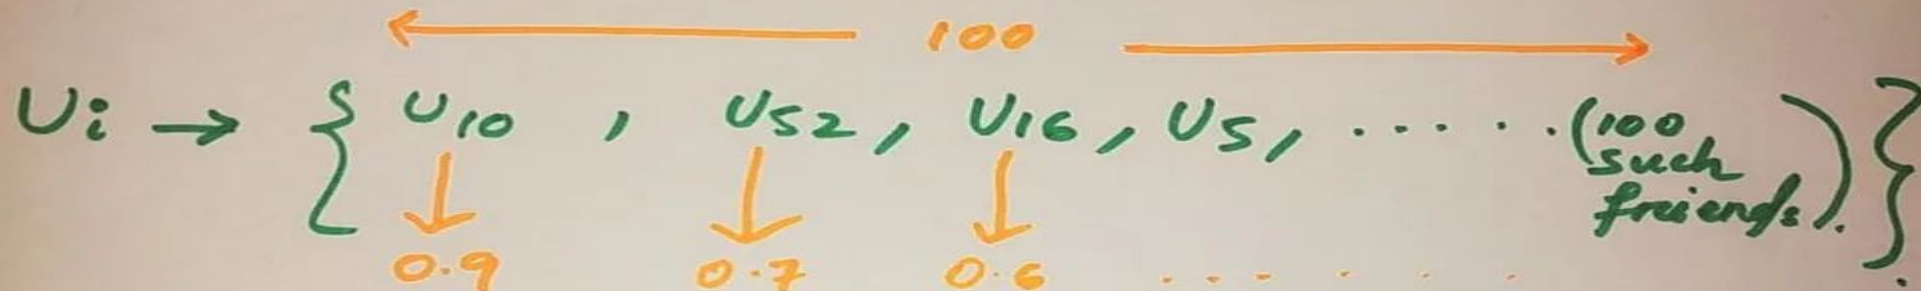 100
Ui → { U10 , U52, U16, U5, ...... (100 such friends). }.
0.9 0.7 0.6 ......